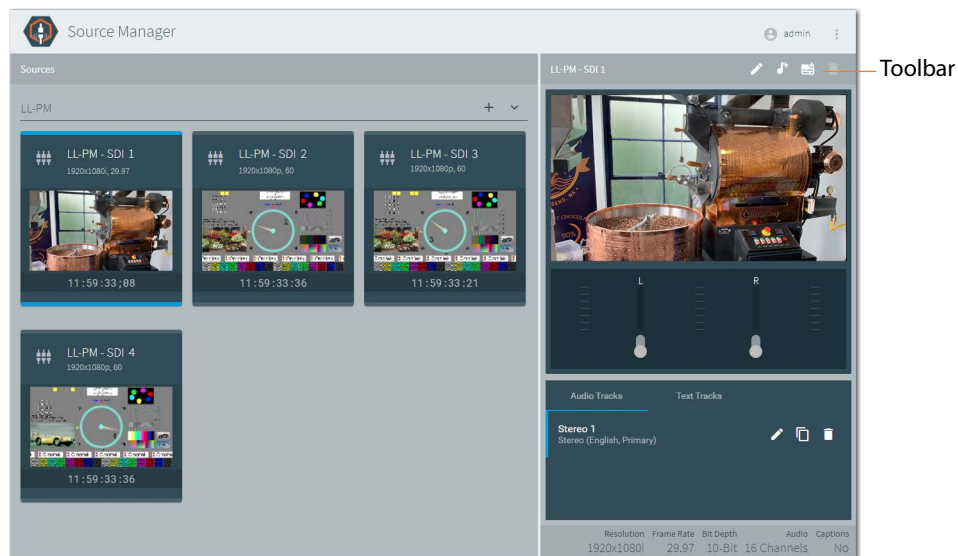 Source Manager
admin
Toolbar
Sources
LL-PM
LL-PM - SDI 1
1920x1080i, 29.97
11:59:33;08
LL-PM - SDI 2
1920x1080p, 60
11:59:33:36
LL-PM - SDI 3
1920x1080p, 60
11:59:33:21
LL-PM - SDI 4
1920x1080p, 60
11:59:33:36
LL-PM - SDI 1
90%
L
R
Audio Tracks
Text Tracks
Stereo 1
Stereo (English, Primary)
Resolution Frame Rate Bit Depth Audio Captions
1920x1080i 29.97 10-Bit 16 Channels No